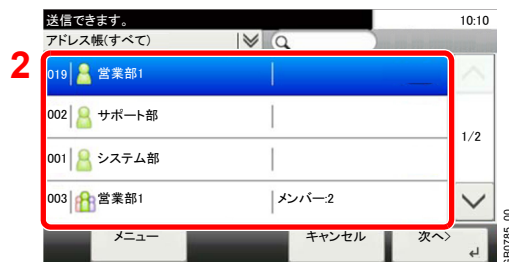 送信できます。 10:10
アドレス帳(すべて)
2
019 営業部1
002 サポート部
001 システム部
1/2
003 営業部1 メンバー:2
メニュー キャンセル 次へ>
GB0785_00